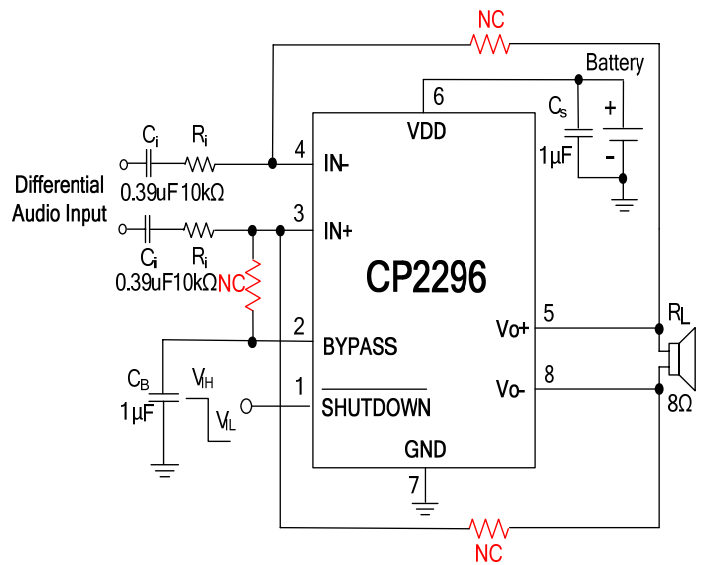 NC
Battery
6
Cs
+
VDD
1µF
-
Ci
Ri
4
IN-
0.39uF 10kΩ
Differential
Audio Input
3
IN+
Ci
Ri
0.39uF 10kΩ
NC
CP2296
5
RL
Vo+
2
BYPASS
8
Vo-
8Ω
CB
1µF
VIH
VIL
1
SHUTDOWN
GND
7
NC